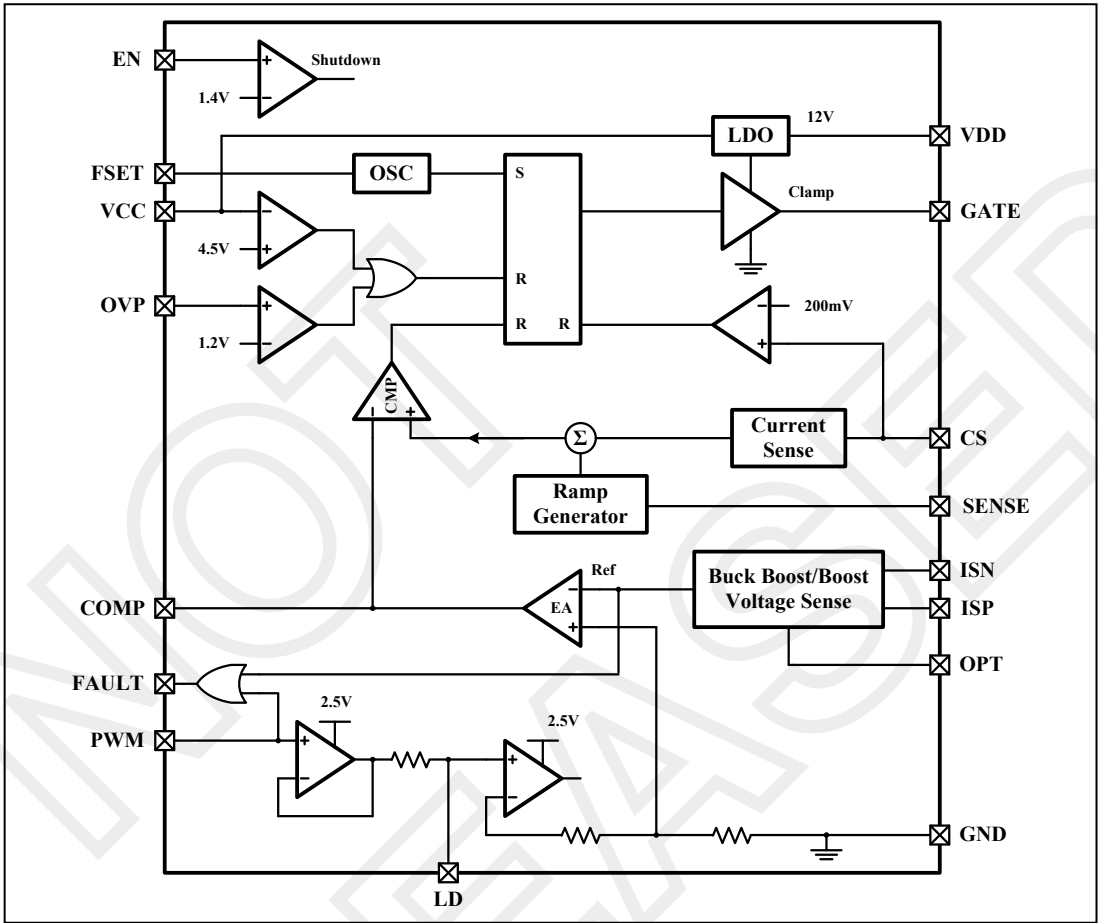 EN
+
Shutdown
1.4V
−
12V
LDO
VDD
FSET
OSC
S
VCC
−
Clamp
GATE
4.5V
+
R
−
200mV
OVP
+
R
R
+
1.2V
−
CMP
−
+
Σ
Current
Sense
CS
Ramp
Generator
SENSE
Ref
Buck Boost/Boost
Voltage Sense
ISN
ISP
COMP
EA
−
+
OPT
FAULT
2.5V
2.5V
PWM
+
−
+
−
GND
LD
NOT
RELEASED